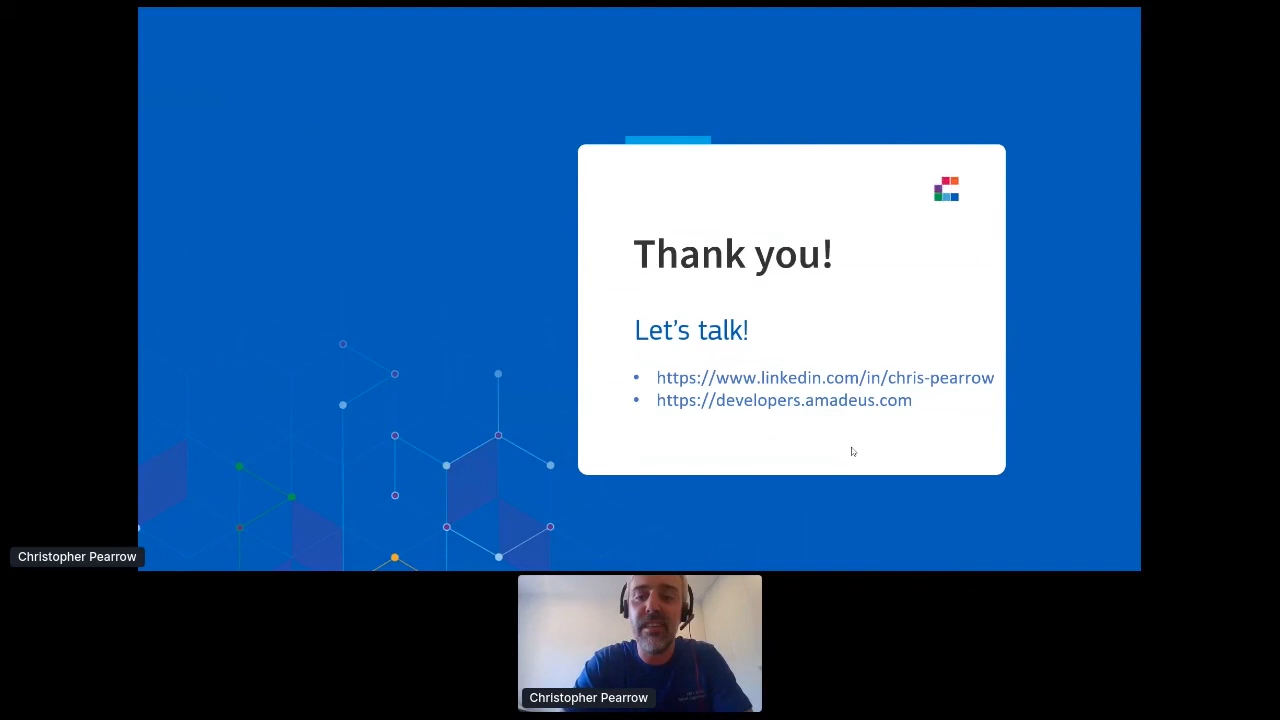 Thank you!
Let's talk!
• https://www.linkedin.com/in/chris-pearrow
• https://developers.amadeus.com
Christopher Pearrow
Christopher Pearrow